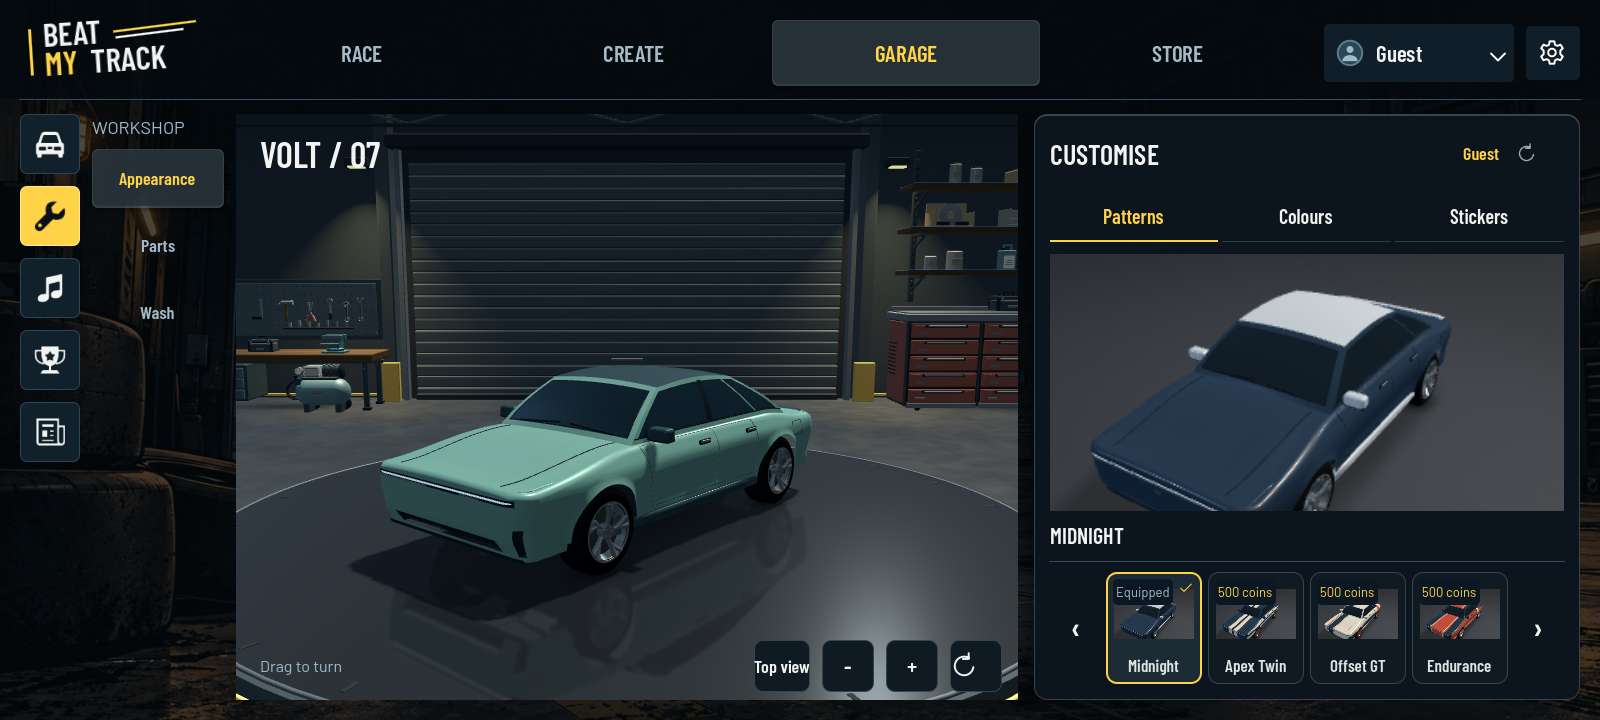 BEAT
MY TRACK
RACE
CREATE
GARAGE
STORE
Guest
WORKSHOP
Appearance
Parts
Wash
VOLT / 07
Drag to turn
Top view
-
+
CUSTOMISE
Guest
Patterns
Colours
Stickers
MIDNIGHT
‹
Equipped
Midnight
500 coins
Apex Twin
500 coins
Offset GT
500 coins
Endurance
›